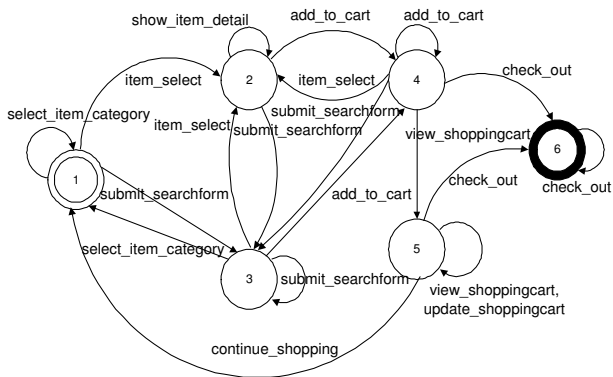 show_item_detail
add_to_cart
add_to_cart
2
4
item_select
item_select
check_out
select_item_category
item_select
submit_searchform
submit_searchform
view_shoppingcart
6
1
submit_searchform
add_to_cart
check_out
check_out
select_item_category
3
submit_searchform
5
view_shoppingcart,
update_shoppingcart
continue_shopping